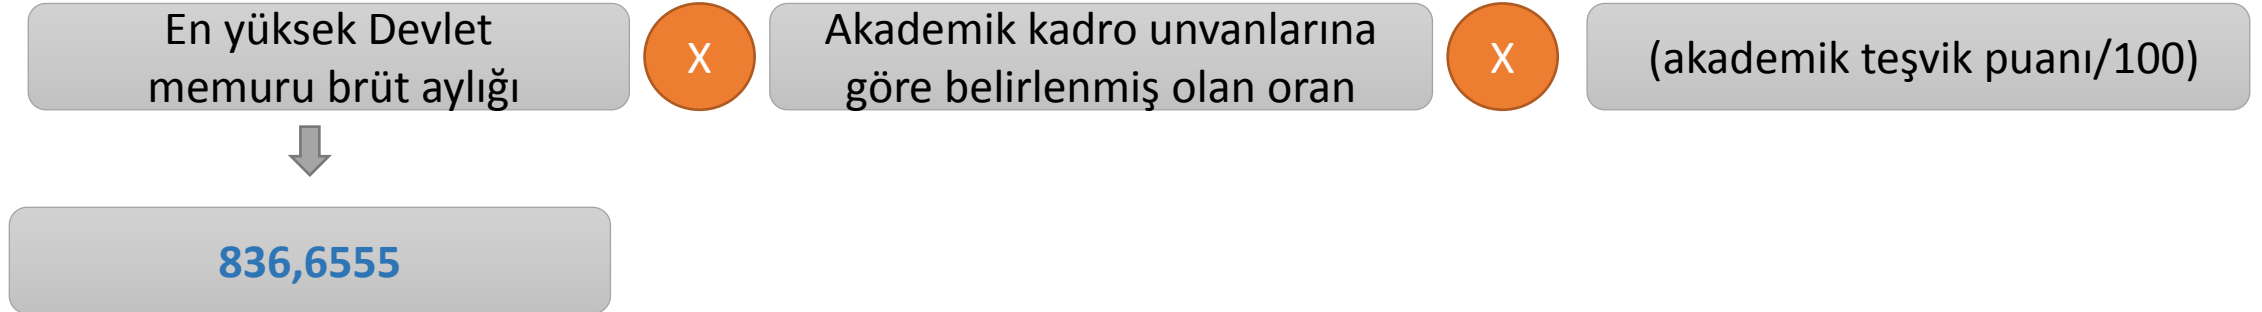 En yüksek Devlet
memuru brüt aylığı
X
Akademik kadro unvanlarına
göre belirlenmiş olan oran
X
(akademik teşvik puanı/100)
836,6555